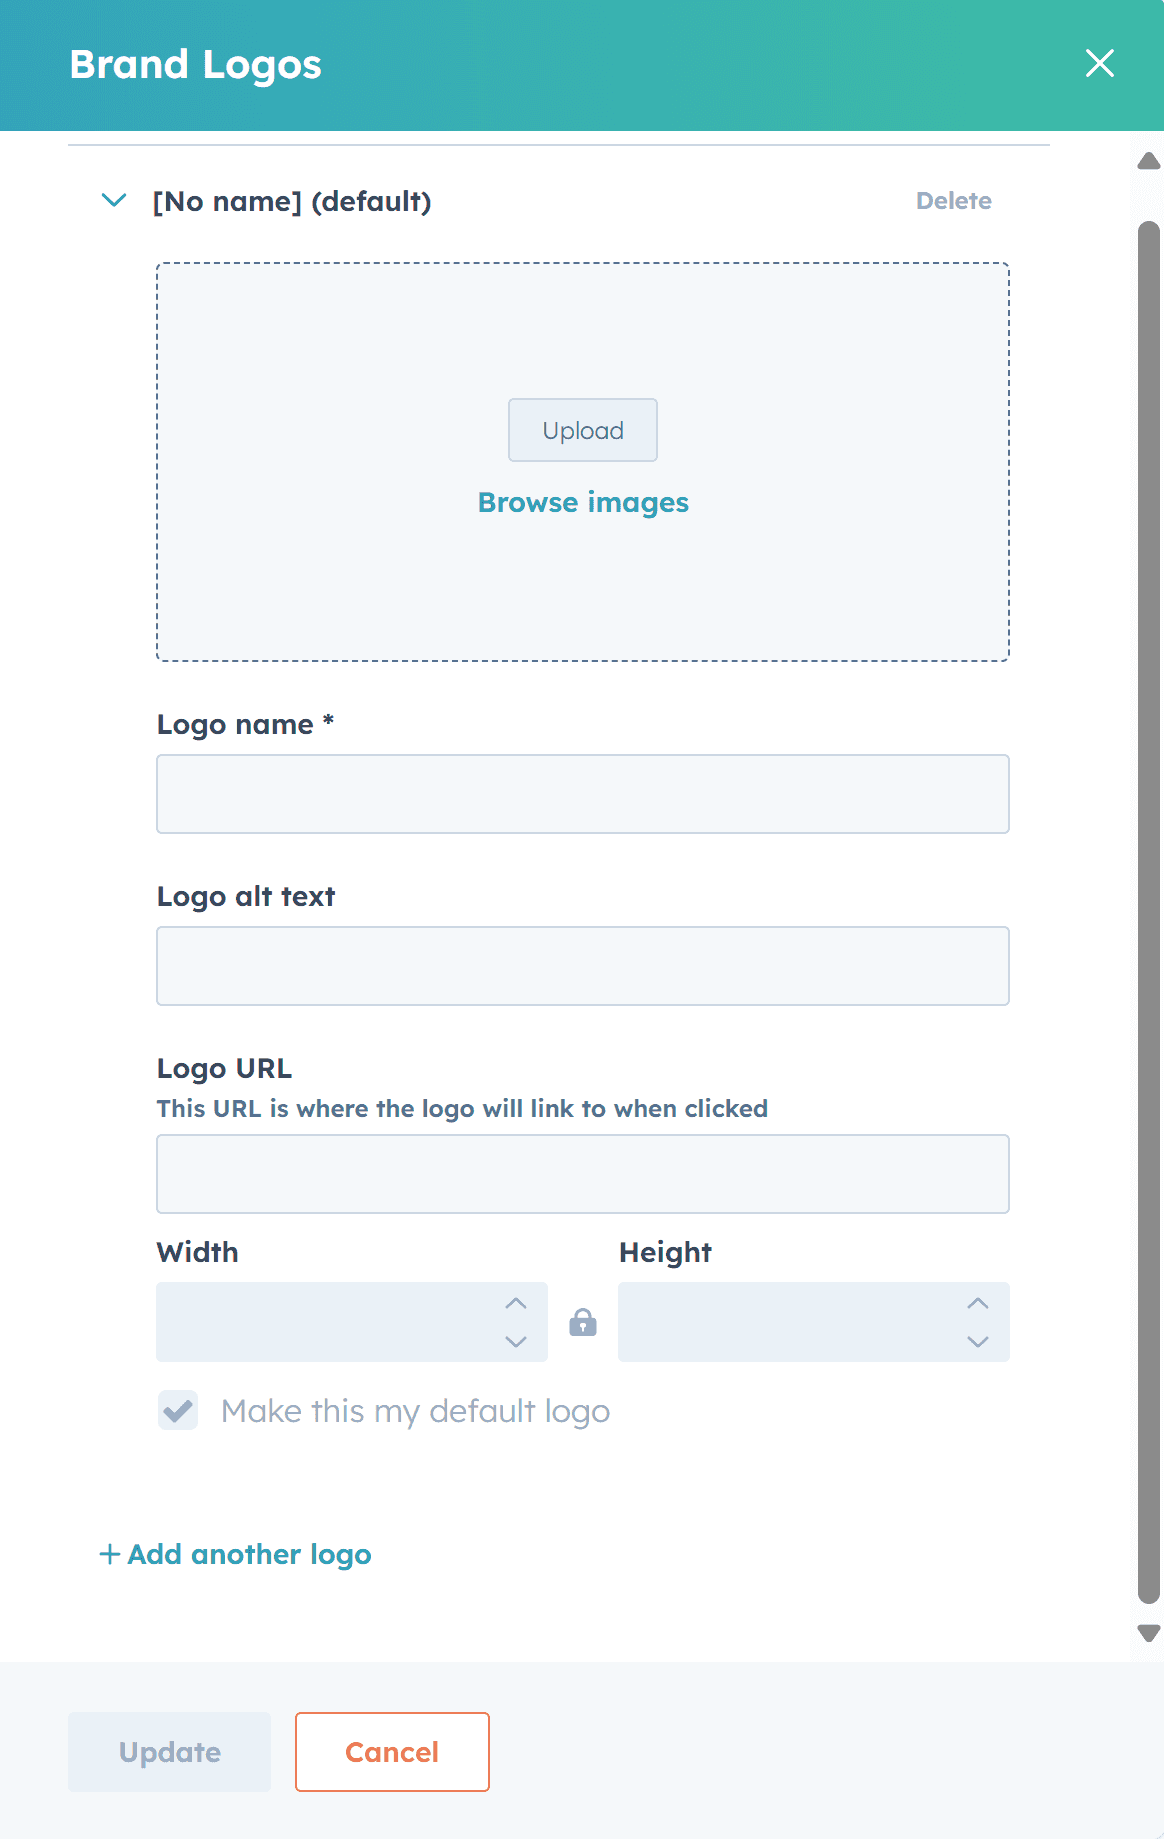 Brand Logos
[No name] (default)
Delete
Upload
Browse images
Logo name *
Logo alt text
Logo URL
This URL is where the logo will link to when clicked
Width
Height
Make this my default logo
+ Add another logo
Update
Cancel